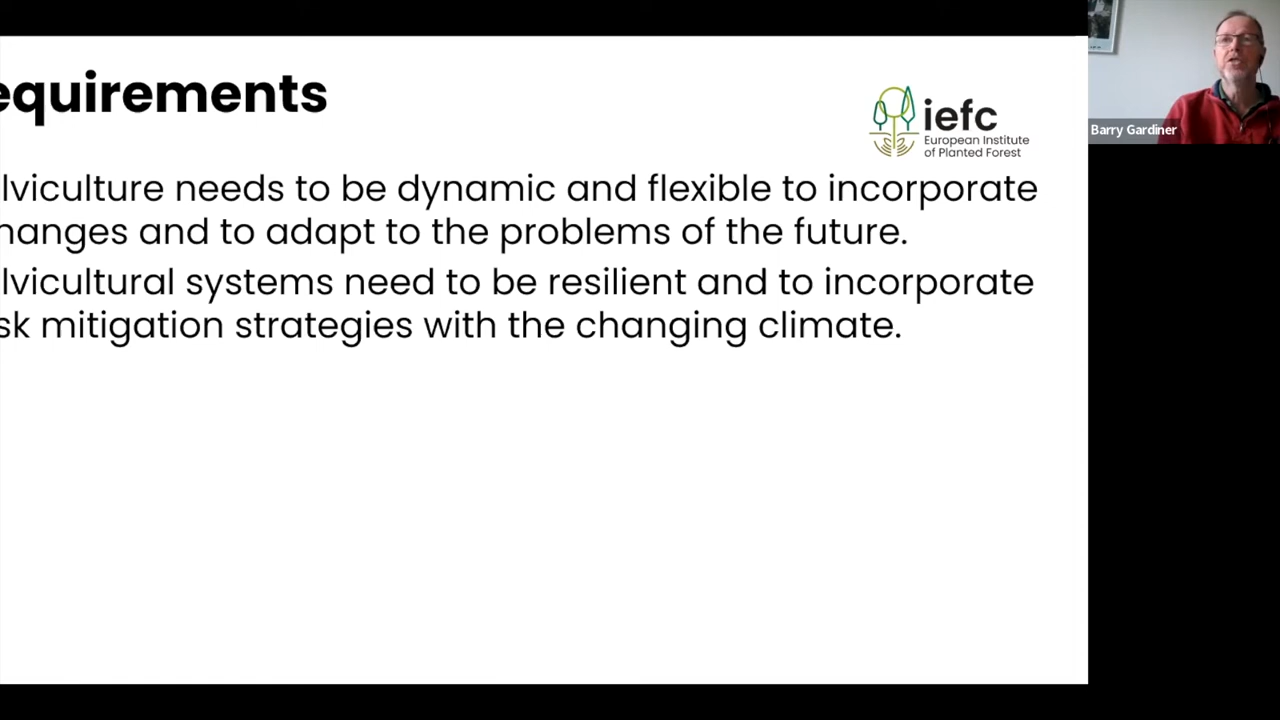 equirements
iefc
European Institute
of Planted Forest
lviculture needs to be dynamic and flexible to incorporate
hanges and to adapt to the problems of the future.
lvicultural systems need to be resilient and to incorporate
sk mitigation strategies with the changing climate.
Barry Gardiner